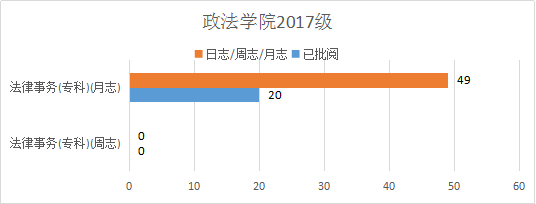 政法学院2017级
日志/周志/月志 已批阅
法律事务(专科)(月志)
49
20
法律事务(专科)(周志)
0
0
0 10 20 30 40 50 60